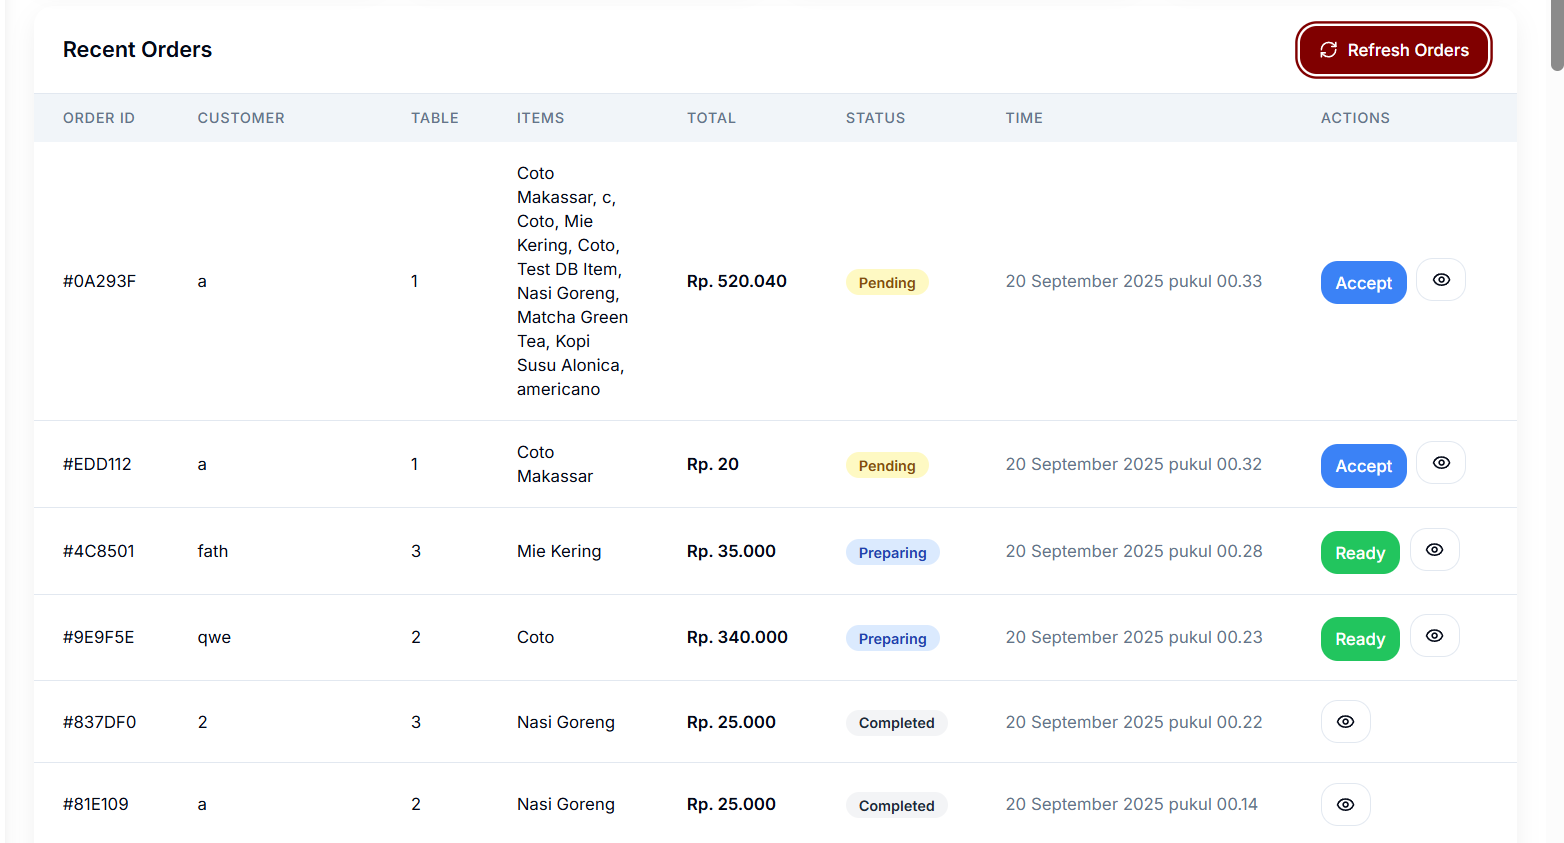 Recent Orders
Refresh Orders
ORDER ID CUSTOMER TABLE ITEMS TOTAL STATUS TIME ACTIONS
Coto
Makassar, c,
Coto, Mie
Kering, Coto,
Test DB Item,
#0A293F a 1 Nasi Goreng, Rp. 520.040 Pending 20 September 2025 pukul 00.33 Accept
Matcha Green
Tea, Kopi
Susu Alonica,
americano
#EDD112 a 1 Coto Rp. 20 Pending 20 September 2025 pukul 00.32 Accept
Makassar
#4C8501 fath 3 Mie Kering Rp. 35.000 Preparing 20 September 2025 pukul 00.28 Ready
#9E9F5E qwe 2 Coto Rp. 340.000 Preparing 20 September 2025 pukul 00.23 Ready
#837DF0 2 3 Nasi Goreng Rp. 25.000 Completed 20 September 2025 pukul 00.22
#81E109 a 2 Nasi Goreng Rp. 25.000 Completed 20 September 2025 pukul 00.14